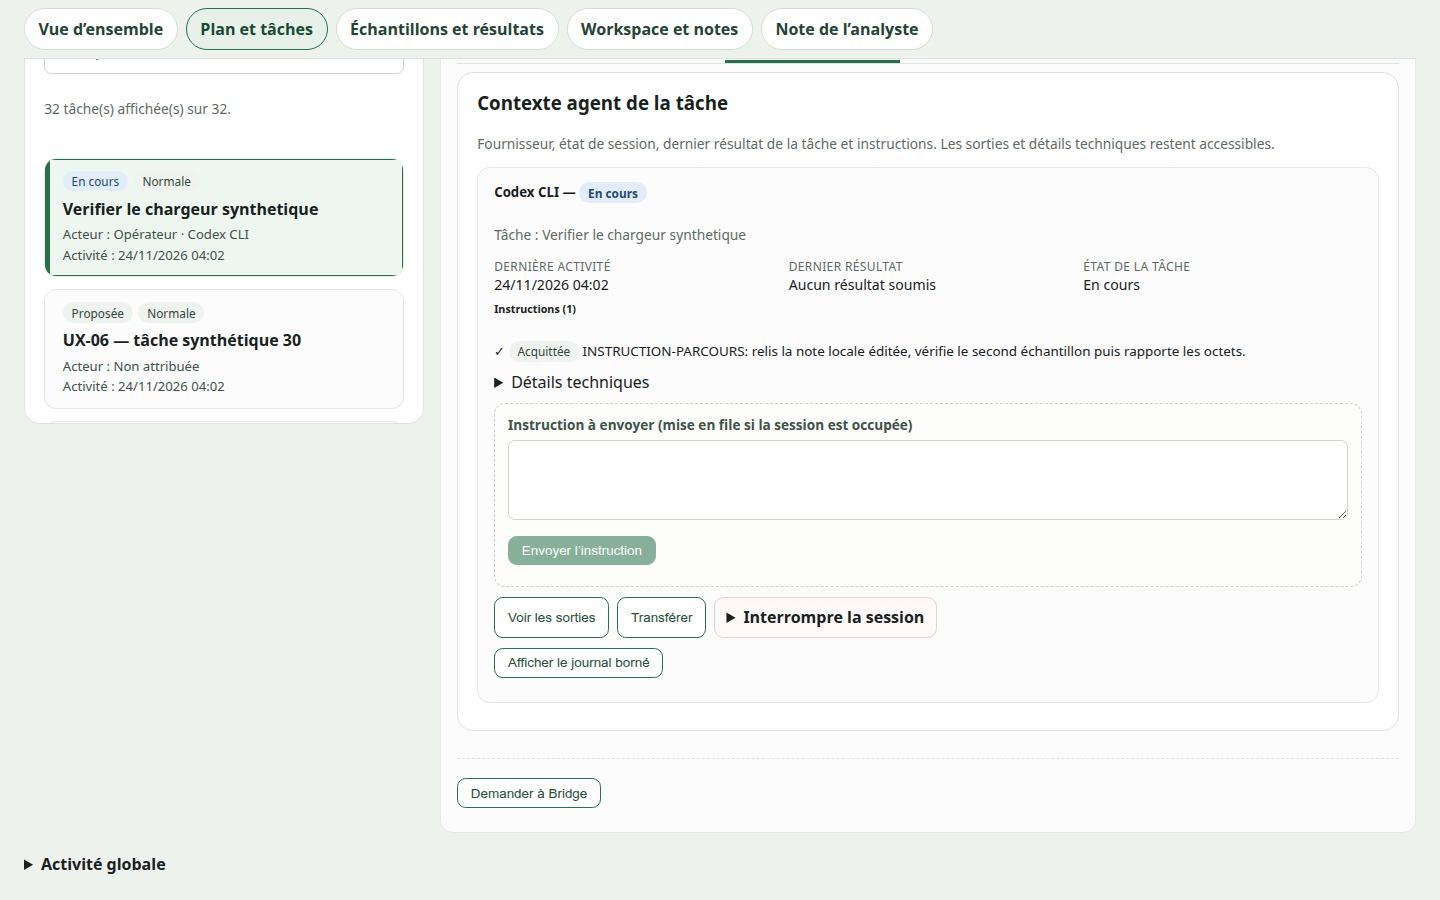 Vue d’ensemble
Plan et tâches
Échantillons et résultats
Workspace et notes
Note de l’analyste
32 tâche(s) affichée(s) sur 32.
En cours
Normale
Verifier le chargeur synthetique
Acteur : Opérateur · Codex CLI
Activité : 24/11/2026 04:02
Proposée
Normale
UX-06 — tâche synthétique 30
Acteur : Non attribuée
Activité : 24/11/2026 04:02
Contexte agent de la tâche
Fournisseur, état de session, dernier résultat de la tâche et instructions. Les sorties et détails techniques restent accessibles.
Codex CLI — En cours
Tâche : Verifier le chargeur synthetique
DERNIÈRE ACTIVITÉ
24/11/2026 04:02
DERNIER RÉSULTAT
Aucun résultat soumis
ÉTAT DE LA TÂCHE
En cours
Instructions (1)
✓ Acquittée INSTRUCTION-PARCOURS: relis la note locale éditée, vérifie le second échantillon puis rapporte les octets.
Détails techniques
Instruction à envoyer (mise en file si la session est occupée)
Envoyer l’instruction
Voir les sorties
Transférer
Interrompre la session
Afficher le journal borné
Demander à Bridge
Activité globale